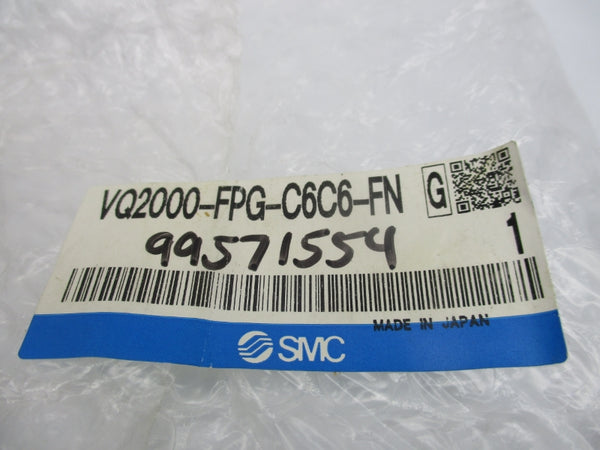 VQ2000-FPG-C6C6-FN G
99571554
1
MADE IN JAPAN
SMC